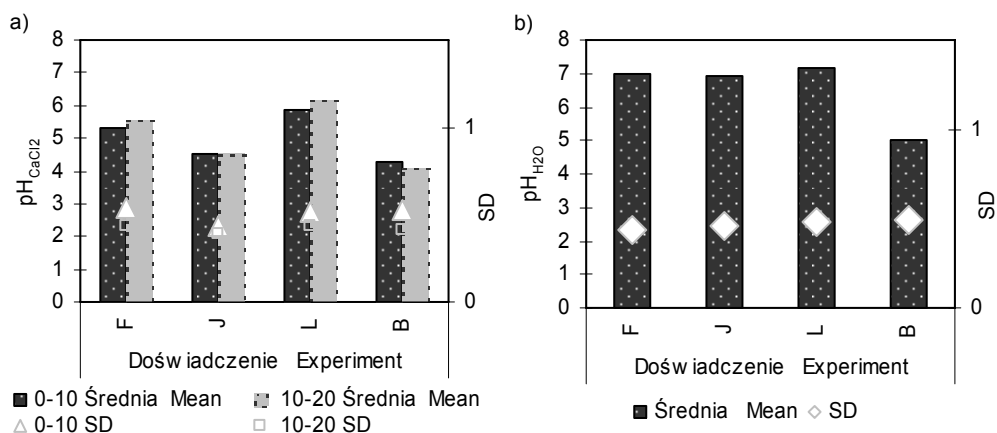 a)
8
7
6
5
4
3
2
1
0
pHCaCl2
1
0
SD
F J L B
Dośw iadczenie Experiment
0-10 Średnia Mean 10-20 Średnia Mean
0-10 SD 10-20 SD
b)
8
7
6
5
4
3
2
1
0
pHH2O
1
0
SD
F J L B
Dośw iadczenie Experiment
Średnia Mean SD